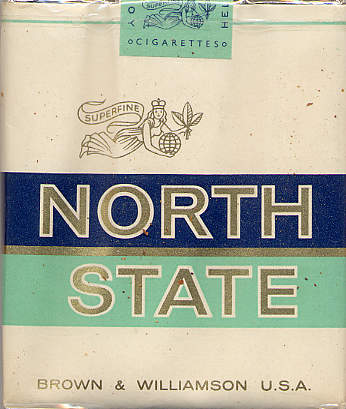 ○CIGARETTES○
SUPERFINE
NORTH
STATE
BROWN & WILLIAMSON U.S.A.